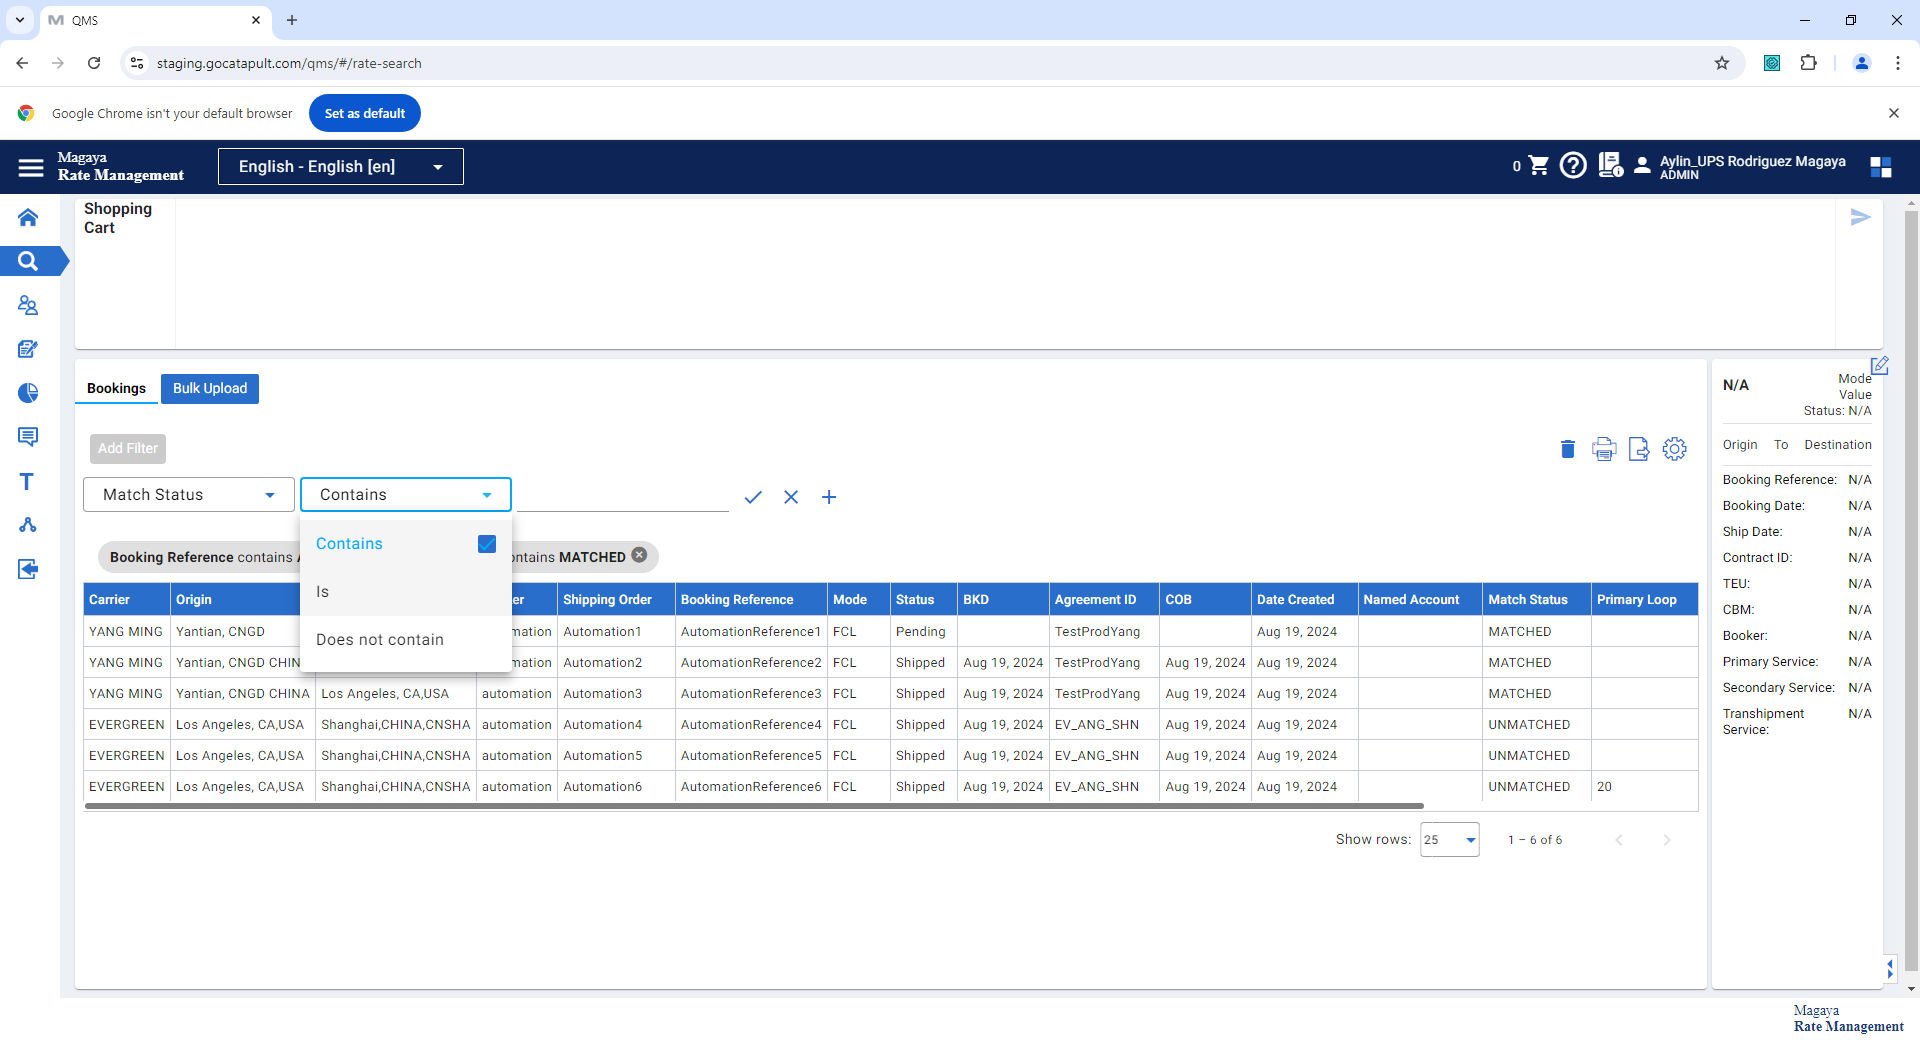 QMS
staging.gocatapult.com/qms/#/rate-search
Google Chrome isn't your default browser
Set as default
Magaya
Rate Management
English - English [en]
0
Aylin_UPS Rodriguez Magaya
ADMIN
Shopping
Cart
Bookings
Bulk Upload
Add Filter
Match Status
Contains
Contains
Is
Does not contain
Booking Reference contains
ontains MATCHED
Carrier Origin er Shipping Order Booking Reference Mode Status BKD Agreement ID COB Date Created Named Account Match Status Primary Loop
YANG MING Yantian, CNGD mation Automation1 AutomationReference1 FCL Pending TestProdYang Aug 19, 2024 MATCHED
YANG MING Yantian, CNGD CHIN mation Automation2 AutomationReference2 FCL Shipped Aug 19, 2024 TestProdYang Aug 19, 2024 Aug 19, 2024 MATCHED
YANG MING Yantian, CNGD CHINA Los Angeles, CA,USA automation Automation3 AutomationReference3 FCL Shipped Aug 19, 2024 TestProdYang Aug 19, 2024 Aug 19, 2024 MATCHED
EVERGREEN Los Angeles, CA,USA Shanghai,CHINA,CNSHA automation Automation4 AutomationReference4 FCL Shipped Aug 19, 2024 EV_ANG_SHN Aug 19, 2024 Aug 19, 2024 UNMATCHED
EVERGREEN Los Angeles, CA,USA Shanghai,CHINA,CNSHA automation Automation5 AutomationReference5 FCL Shipped Aug 19, 2024 EV_ANG_SHN Aug 19, 2024 Aug 19, 2024 UNMATCHED
EVERGREEN Los Angeles, CA,USA Shanghai,CHINA,CNSHA automation Automation6 AutomationReference6 FCL Shipped Aug 19, 2024 EV_ANG_SHN Aug 19, 2024 Aug 19, 2024 UNMATCHED 20
Show rows: 25 1 – 6 of 6
N/A
Mode
Value
Status: N/A
Origin To Destination
Booking Reference: N/A
Booking Date: N/A
Ship Date: N/A
Contract ID: N/A
TEU: N/A
CBM: N/A
Booker: N/A
Primary Service: N/A
Secondary Service: N/A
Transhipment N/A
Service:
Magaya
Rate Management